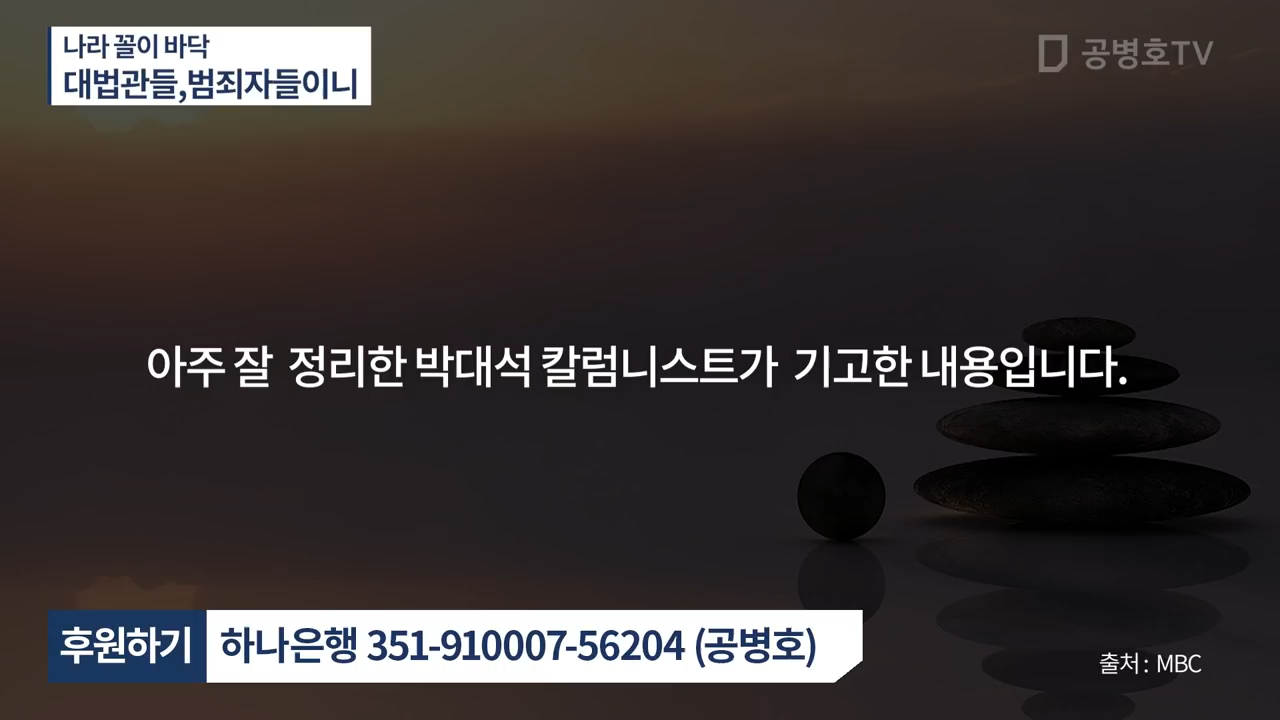 나라 꼴이 바닥
대법관들,범죄자들이니
공병호TV
아주 잘 정리한 박대석 칼럼니스트가 기고한 내용입니다.
후원하기
하나은행 351-910007-56204 (공병호)
출처 : MBC